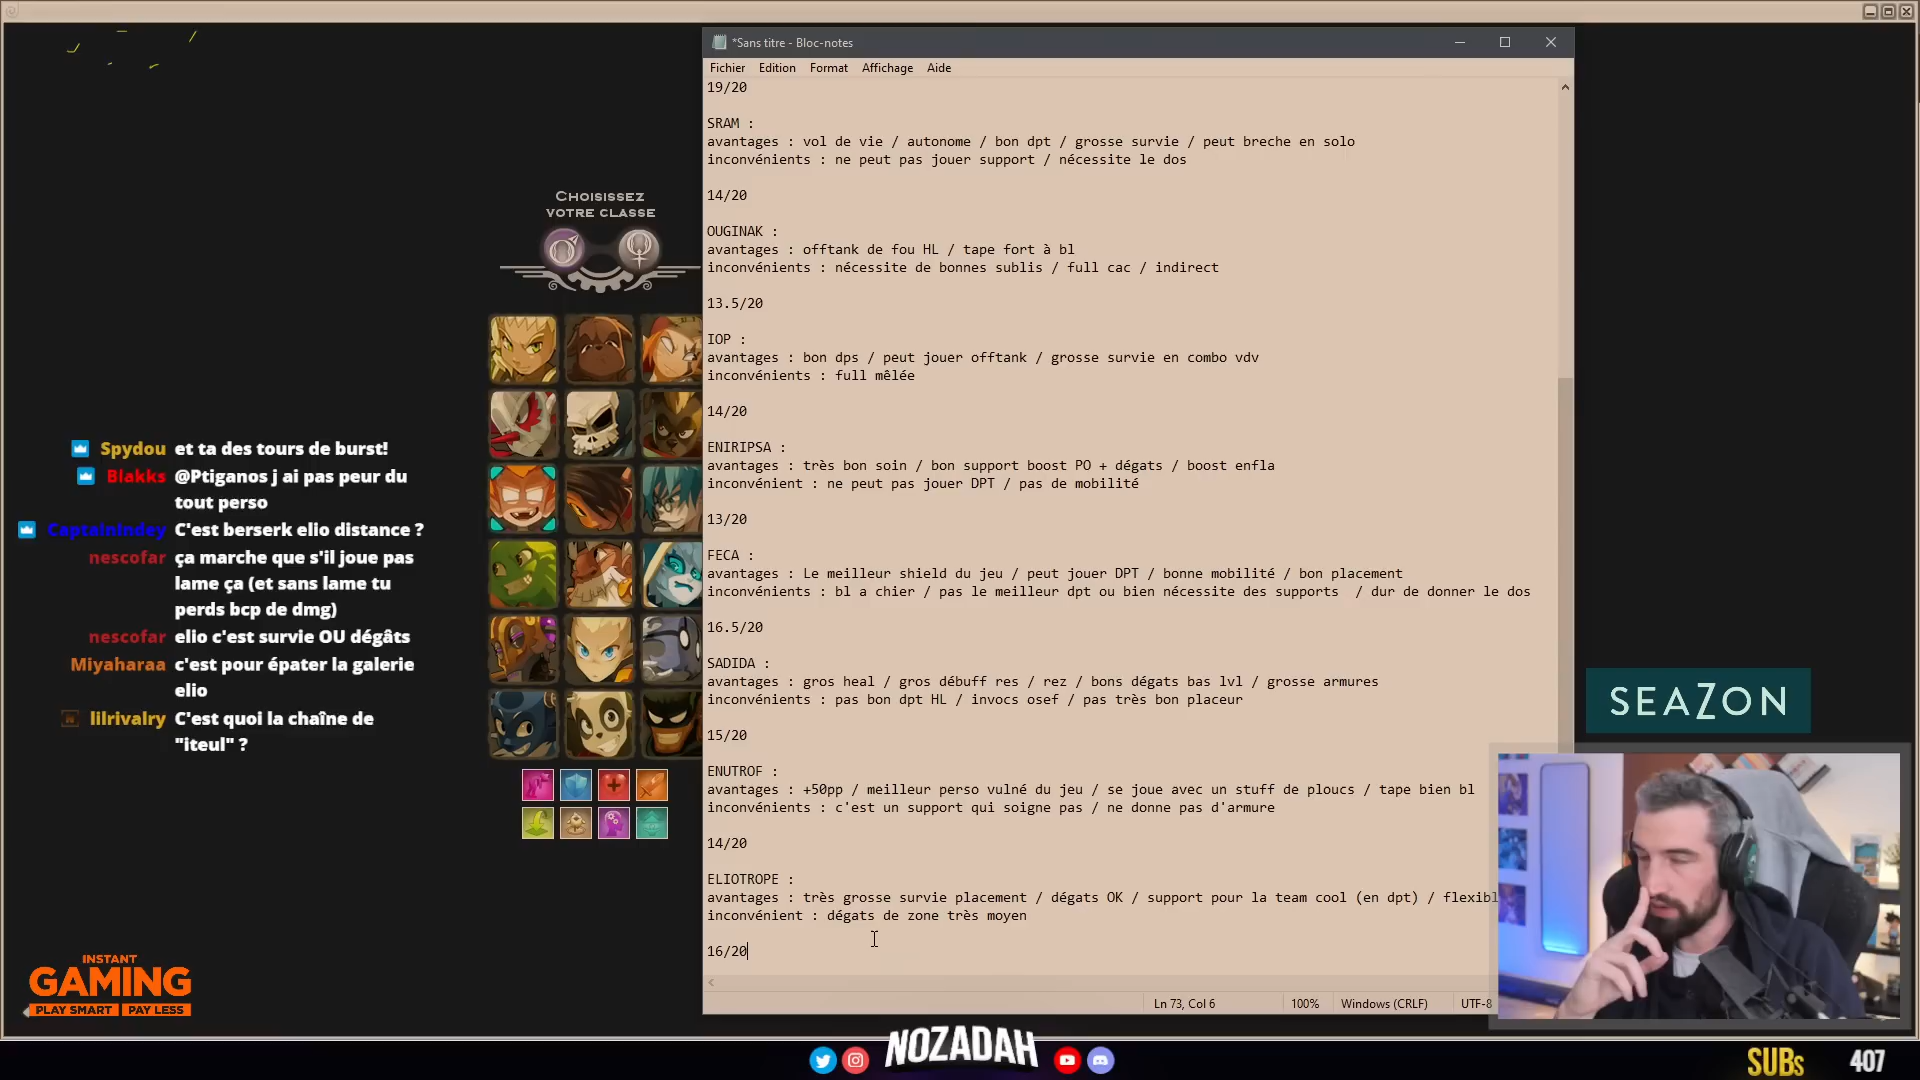 *Sans titre - Bloc-notes
Fichier Edition Format Affichage Aide
19/20
SRAM :
avantages : vol de vie / autonome / bon dpt / grosse survie / peut breche en solo
inconvénients : ne peut pas jouer support / nécessite le dos
14/20
OUGINAK :
avantages : offtank de fou HL / tape fort à bl
inconvénients : nécessite de bonnes sublis / full cac / indirect
13.5/20
IOP :
avantages : bon dps / peut jouer offtank / grosse survie en combo vdv
inconvénients : full mêlée
14/20
ENIRIPSA :
avantages : très bon soin / bon support boost PO + dégats / boost enfla
inconvénient : ne peut pas jouer DPT / pas de mobilité
13/20
FECA :
avantages : Le meilleur shield du jeu / peut jouer DPT / bonne mobilité / bon placement
inconvénients : bl a chier / pas le meilleur dpt ou bien nécessite des supports  / dur de donner le dos
16.5/20
SADIDA :
avantages : gros heal / gros débuff res / rez / bons dégats bas lvl / grosse armures
inconvénients : pas bon dpt HL / invocs osef / pas très bon placeur
15/20
ENUTROF :
avantages : +50pp / meilleur perso vulné du jeu / se joue avec un stuff de ploucs / tape bien bl
inconvénients : c'est un support qui soigne pas / ne donne pas d'armure
14/20
ELIOTROPE :
avantages : très grosse survie placement / dégats OK / support pour la team cool (en dpt) / flexibl
inconvénient : dégats de zone très moyen
16/20
Ln 73, Col 6 100% Windows (CRLF) UTF-8
Choisissez
votre classe
Spydou et ta des tours de burst!
Blakks @Ptiganos j ai pas peur du
tout perso
Captainindey C'est berserk elio distance ?
nescofar ça marche que s'il joue pas
lame ça (et sans lame tu
perds bcp de dmg)
nescofar elio c'est survie OU dégâts
Miyaharaa c'est pour épater la galerie
elio
lilrivalry C'est quoi la chaîne de
"iteul" ?
SEAZON
INSTANT
GAMING
PLAY SMART PAY LESS
NOZADAH
SUBs 407